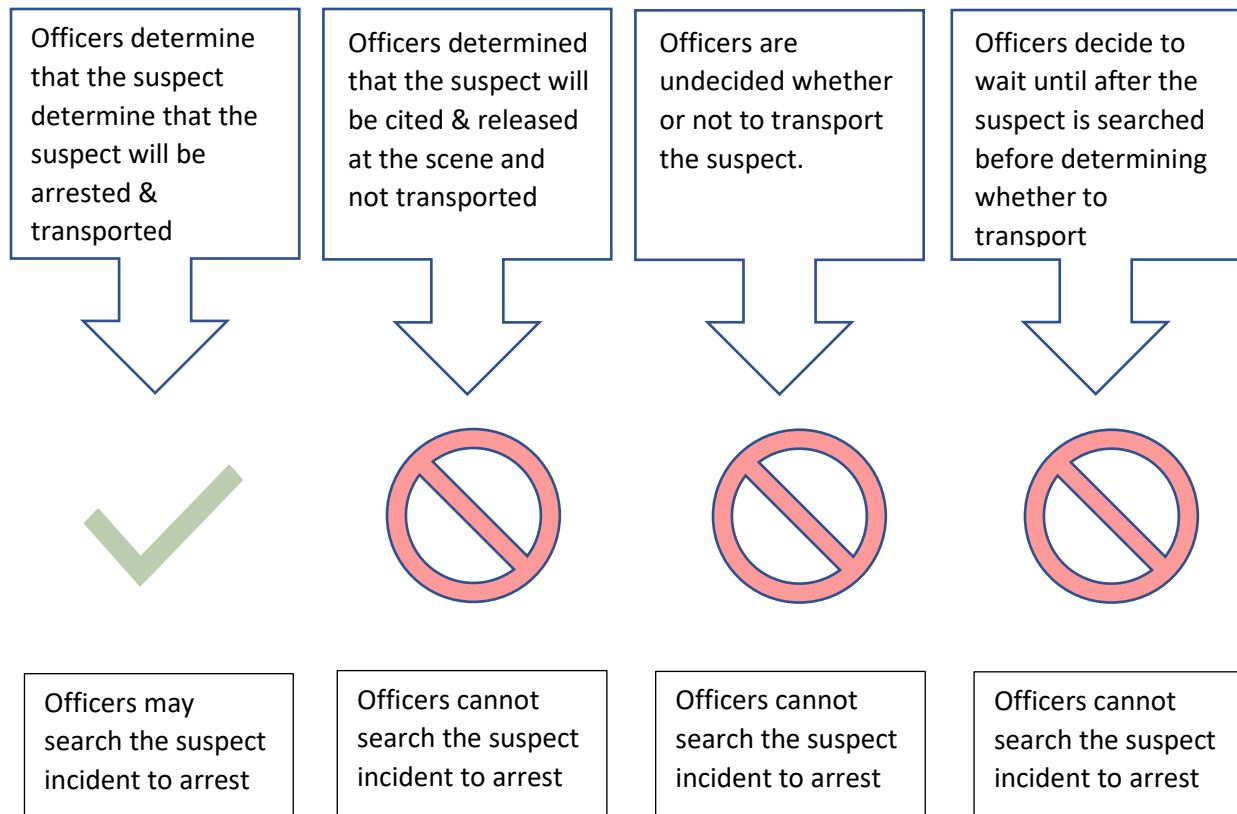 Officers determine
that the suspect
determine that the
suspect will be
arrested &
transported
Officers determined
that the suspect will
be cited & released
at the scene and
not transported
Officers are
undecided whether
or not to transport
the suspect.
Officers decide to
wait until after the
suspect is searched
before determining
whether to
transport
Officers may
search the suspect
incident to arrest
Officers cannot
search the suspect
incident to arrest
Officers cannot
search the suspect
incident to arrest
Officers cannot
search the suspect
incident to arrest